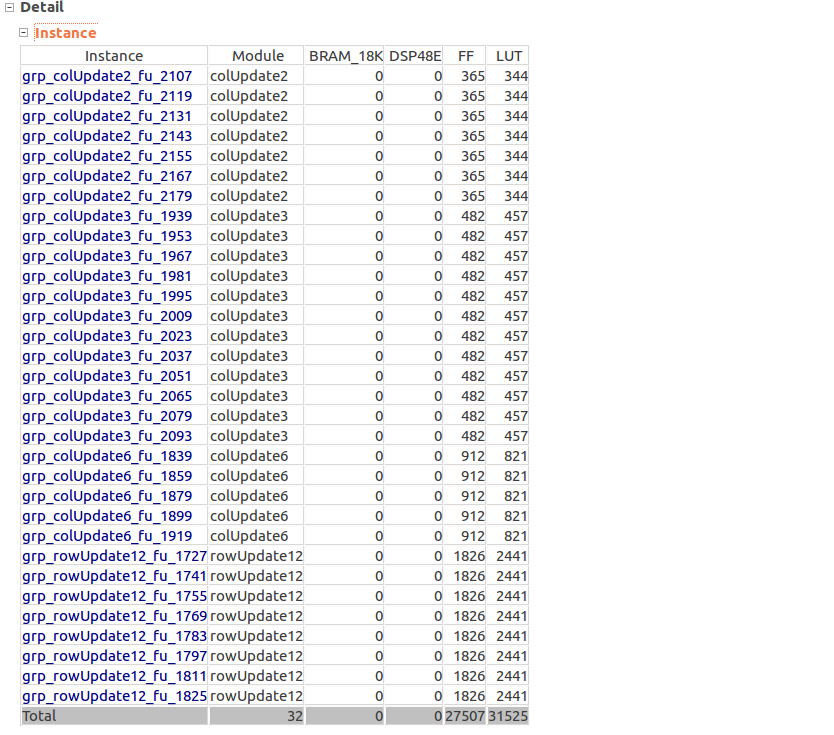 Detail
Instance
Instance Module BRAM_18K DSP48E FF LUT
grp_colUpdate2_fu_2107 colUpdate2 0 0 365 344
grp_colUpdate2_fu_2119 colUpdate2 0 0 365 344
grp_colUpdate2_fu_2131 colUpdate2 0 0 365 344
grp_colUpdate2_fu_2143 colUpdate2 0 0 365 344
grp_colUpdate2_fu_2155 colUpdate2 0 0 365 344
grp_colUpdate2_fu_2167 colUpdate2 0 0 365 344
grp_colUpdate2_fu_2179 colUpdate2 0 0 365 344
grp_colUpdate3_fu_1939 colUpdate3 0 0 482 457
grp_colUpdate3_fu_1953 colUpdate3 0 0 482 457
grp_colUpdate3_fu_1967 colUpdate3 0 0 482 457
grp_colUpdate3_fu_1981 colUpdate3 0 0 482 457
grp_colUpdate3_fu_1995 colUpdate3 0 0 482 457
grp_colUpdate3_fu_2009 colUpdate3 0 0 482 457
grp_colUpdate3_fu_2023 colUpdate3 0 0 482 457
grp_colUpdate3_fu_2037 colUpdate3 0 0 482 457
grp_colUpdate3_fu_2051 colUpdate3 0 0 482 457
grp_colUpdate3_fu_2065 colUpdate3 0 0 482 457
grp_colUpdate3_fu_2079 colUpdate3 0 0 482 457
grp_colUpdate3_fu_2093 colUpdate3 0 0 482 457
grp_colUpdate6_fu_1839 colUpdate6 0 0 912 821
grp_colUpdate6_fu_1859 colUpdate6 0 0 912 821
grp_colUpdate6_fu_1879 colUpdate6 0 0 912 821
grp_colUpdate6_fu_1899 colUpdate6 0 0 912 821
grp_colUpdate6_fu_1919 colUpdate6 0 0 912 821
grp_rowUpdate12_fu_1727 rowUpdate12 0 0 1826 2441
grp_rowUpdate12_fu_1741 rowUpdate12 0 0 1826 2441
grp_rowUpdate12_fu_1755 rowUpdate12 0 0 1826 2441
grp_rowUpdate12_fu_1769 rowUpdate12 0 0 1826 2441
grp_rowUpdate12_fu_1783 rowUpdate12 0 0 1826 2441
grp_rowUpdate12_fu_1797 rowUpdate12 0 0 1826 2441
grp_rowUpdate12_fu_1811 rowUpdate12 0 0 1826 2441
grp_rowUpdate12_fu_1825 rowUpdate12 0 0 1826 2441
Total 32 0 0 27507 31525